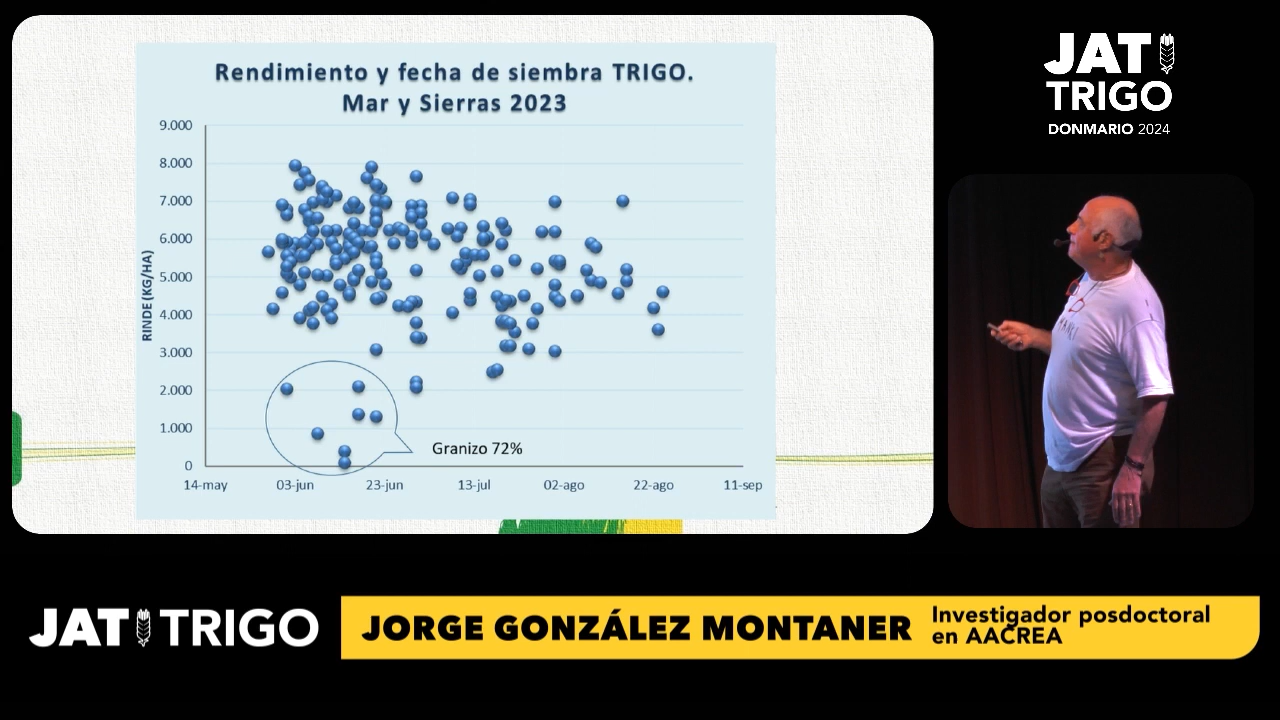 Rendimiento y fecha de siembra TRIGO.
Mar y Sierras 2023
RINDE (KG/HA)
9.000
8.000
7.000
6.000
5.000
4.000
3.000
2.000
1.000
0
Granizo 72%
14-may
03-jun
23-jun
13-jul
02-ago
22-ago
11-sep
JAT
TRIGO
DONMARIO 2024
JAT TRIGO
JORGE GONZÁLEZ MONTANER
Investigador posdoctoral
en AACREA